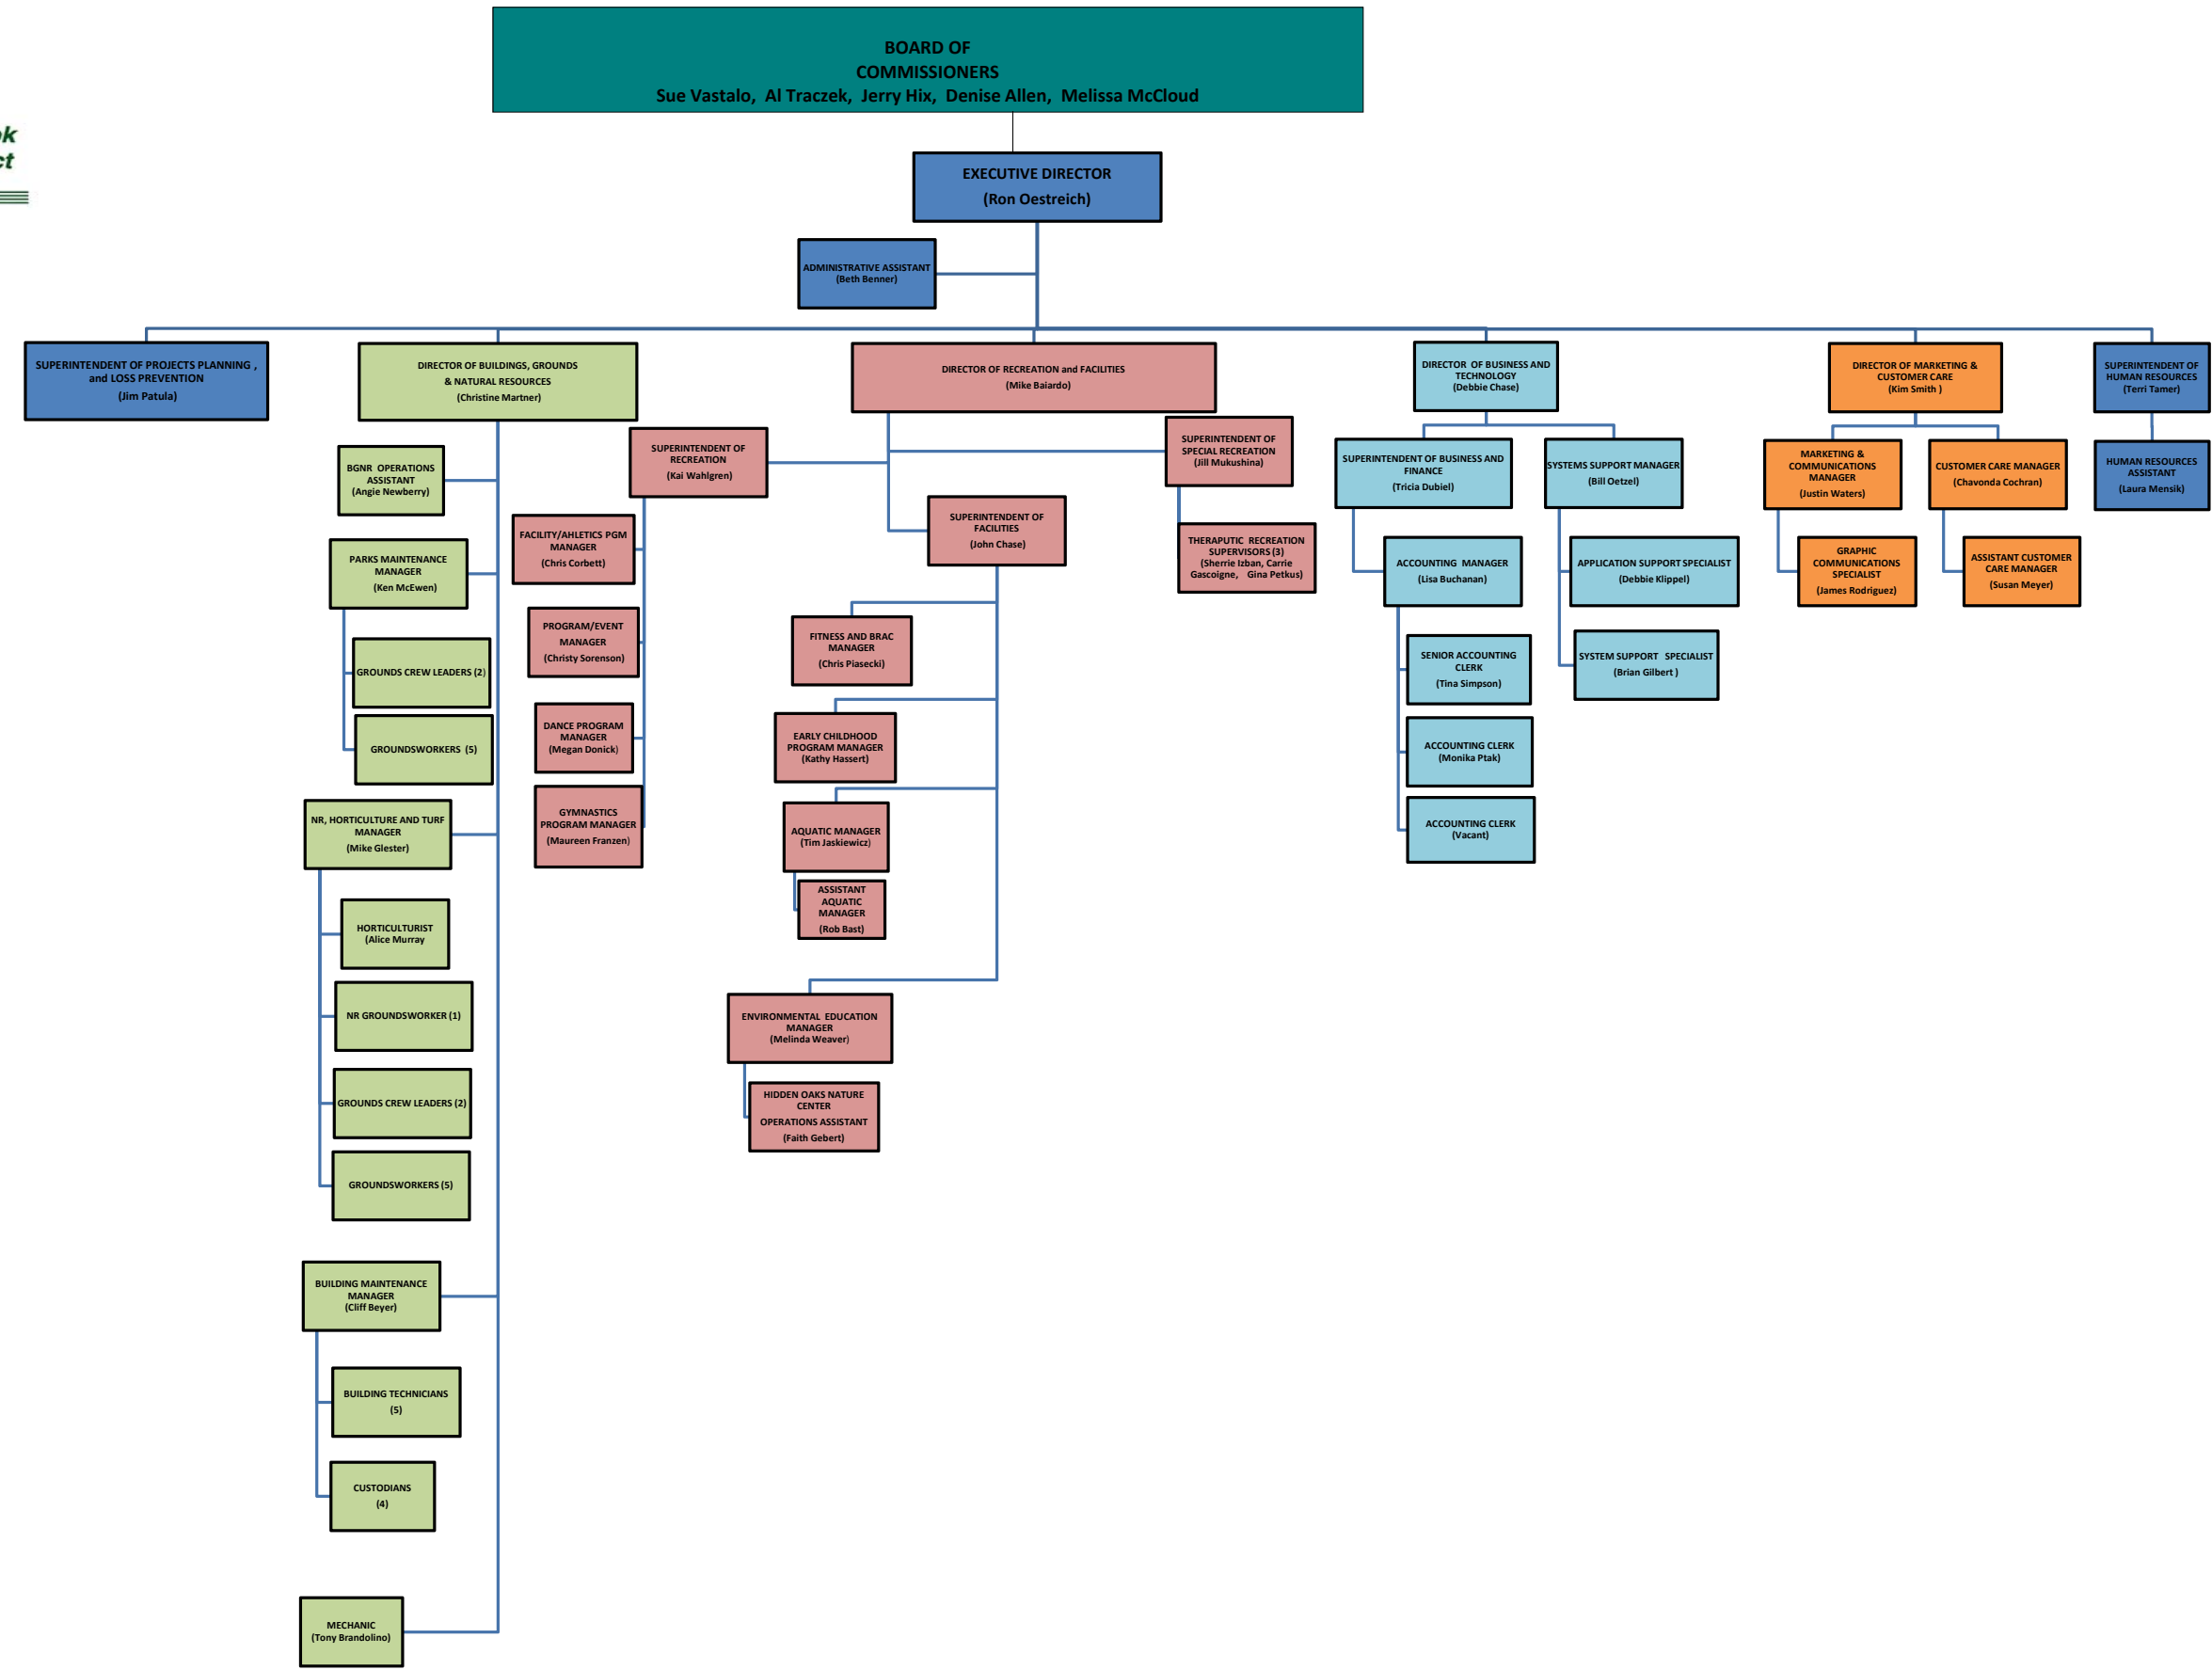 BOARD OF
COMMISSIONERS
Sue Vastalo, Al Traczek, Jerry Hix, Denise Allen, Melissa McCloud
EXECUTIVE DIRECTOR
(Ron Oestreich)
ADMINISTRATIVE ASSISTANT
(Beth Benner)
SUPERINTENDENT OF PROJECTS PLANNING ,
and LOSS PREVENTION
(Jim Patula)
DIRECTOR OF BUILDINGS, GROUNDS
& NATURAL RESOURCES
(Christine Martner)
BGNR OPERATIONS
ASSISTANT
(Angie Newberry)
PARKS MAINTENANCE
MANAGER
(Ken McEwen)
GROUNDS CREW LEADERS (2)
GROUNDSWORKERS (5)
NR, HORTICULTURE AND TURF
MANAGER
(Mike Glester)
HORTICULTURIST
(Alice Murray
NR GROUNDSWORKER (1)
GROUNDS CREW LEADERS (2)
GROUNDSWORKERS (5)
BUILDING MAINTENANCE
MANAGER
(Cliff Beyer)
BUILDING TECHNICIANS
(5)
CUSTODIANS
(4)
MECHANIC
(Tony Brandolino)
DIRECTOR OF RECREATION and FACILITIES
(Mike Baiardo)
SUPERINTENDENT OF
RECREATION
(Kai Wahlgren)
FACILITY/AHLETICS PGM
MANAGER
(Chris Corbett)
PROGRAM/EVENT
MANAGER
(Christy Sorenson)
DANCE PROGRAM
MANAGER
(Megan Donick)
GYMNASTICS
PROGRAM MANAGER
(Maureen Franzen)
SUPERINTENDENT OF
SPECIAL RECREATION
(Jill Mukushina)
THERAPUTIC RECREATION
SUPERVISORS (3)
(Sherrie Izban, Carrie
Gascoigne, Gina Petkus)
SUPERINTENDENT OF
FACILITIES
(John Chase)
FITNESS AND BRAC
MANAGER
(Chris Piasecki)
EARLY CHILDHOOD
PROGRAM MANAGER
(Kathy Hassert)
AQUATIC MANAGER
(Tim Jaskiewicz)
ASSISTANT
AQUATIC
MANAGER
(Rob Bast)
ENVIRONMENTAL EDUCATION
MANAGER
(Melinda Weaver)
HIDDEN OAKS NATURE
CENTER
OPERATIONS ASSISTANT
(Faith Gebert)
DIRECTOR OF BUSINESS AND
TECHNOLOGY
(Debbie Chase)
SUPERINTENDENT OF BUSINESS AND
FINANCE
(Tricia Dubiel)
ACCOUNTING MANAGER
(Lisa Buchanan)
SENIOR ACCOUNTING
CLERK
(Tina Simpson)
ACCOUNTING CLERK
(Monika Ptak)
ACCOUNTING CLERK
(Vacant)
SYSTEMS SUPPORT MANAGER
(Bill Oetzel)
APPLICATION SUPPORT SPECIALIST
(Debbie Klippel)
SYSTEM SUPPORT SPECIALIST
(Brian Gilbert )
DIRECTOR OF MARKETING &
CUSTOMER CARE
(Kim Smith )
MARKETING &
COMMUNICATIONS
MANAGER
(Justin Waters)
GRAPHIC
COMMUNICATIONS
SPECIALIST
(James Rodriguez)
CUSTOMER CARE MANAGER
(Chavonda Cochran)
ASSISTANT CUSTOMER
CARE MANAGER
(Susan Meyer)
SUPERINTENDENT OF
HUMAN RESOURCES
(Terri Tamer)
HUMAN RESOURCES
ASSISTANT
(Laura Mensik)